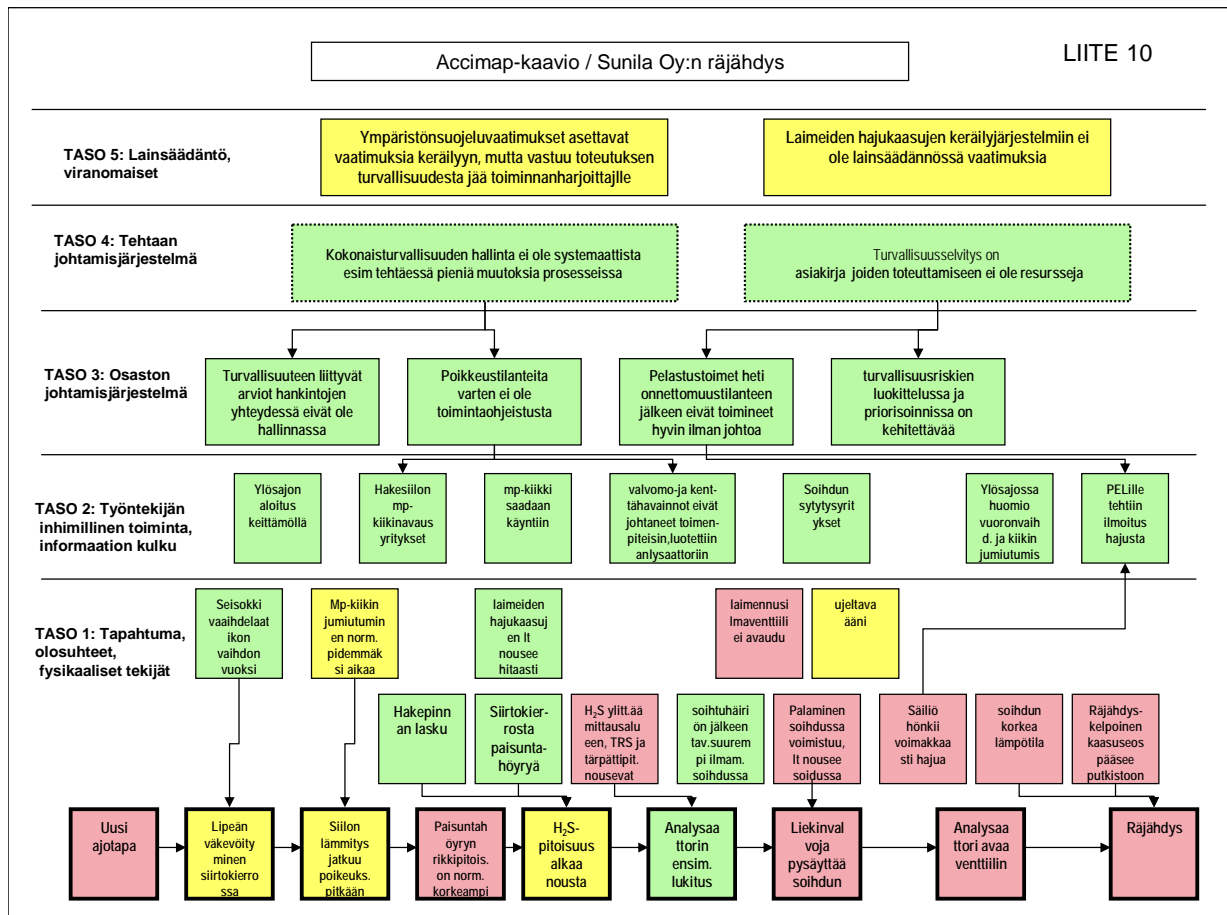 Accimap-kaavio / Sunila Oy:n räjähdys
LIITE 10
TASO 5: Lainsäädäntö,
viranomaiset
Ympäristönsuojeluvaatimukset asettavat
vaatimuksia keräilyyn, mutta vastuu toteutuksen
turvallisuudesta jää toiminnanharjoittajlle
Laimeiden hajukaasujen keräilyjärjestelmiin ei
ole lainsäädännössä vaatimuksia
TASO 4: Tehtaan
johtamisjärjestelmä
Kokonaisturvallisuuden hallinta ei ole systemaattista
esim tehtäessä pieniä muutoksia prosesseissa
Turvallisuusselvitys on
asiakirja joiden toteuttamiseen ei ole resursseja
TASO 3: Osaston
johtamisjärjestelmä
Turvallisuuteen liittyvät
arviot hankintojen
yhteydessä eivät ole
hallinnassa
Poikkeustilanteita
varten ei ole
toimintaohjeistusta
Pelastustoimet heti
onnettomuustilanteen
jälkeen eivät toimineet
hyvin ilman johtoa
turvallisuusriskien
luokittelussa ja
priorisoinnissa on
kehitettävää
TASO 2: Työntekijän
inhimillinen toiminta,
informaation kulku
Ylösajon
aloitus
keittämöllä
Hakesiilon
mp-
kiikinavaus
yritykset
mp-kiikki
saadaan
käyntiin
valvomo-ja kent-
tähavainnot eivät
johtaneet toimen-
piteisin,luotettiin
anlysaattoriin
Soihdun
sytytysyrit
ykset
Ylösajossa
huomio
vuoronvaih
d. ja kiikin
jumiutumis
PELille
tehtiin
ilmoitus
hajusta
TASO 1: Tapahtuma,
olosuhteet,
fysikaaliset tekijät
Seisokki
vaaihdelaat
ikon
vaihdon
vuoksi
Mp-kiikin
jumiutumin
en norm.
pidemmäk
si aikaa
laimeiden
hajukaasuj
en lt
nousee
hitaasti
laimennusi
lmaventtiili
ei avaudu
ujeltava
ääni
Hakepinn
an lasku
Siirtokier-
rosta
paisunta-
höyryä
H₂S ylitt.ää
mittausalu
een, TRS ja
tärpättipit.
nousevat
soihtuhäiri
ön jälkeen
tav.suurem
pi ilmam.
soihdussa
Palaminen
soihdussa
voimistuu,
lt nousee
soidussa
Säiliö
hönkii
voimakkaa
sti hajua
soihdun
korkea
lämpötila
Räjähdys-
kelpoinen
kaasuseos
pääsee
putkistoon
Uusi
ajotapa
Lipeän
väkevöity
minen
siirtokierro
ssa
Siilon
lämmitys
jatkuu
poikeuks.
pitkään
Paisuntah
öyryn
rikkipitois.
on norm.
korkeampi
H₂S-
pitoisuus
alkaa
nousta
Analysaa
ttorin
ensim.
lukitus
Liekinval
voja
pysäyttää
soihdun
Analysaa
ttori avaa
venttiilin
Räjähdys